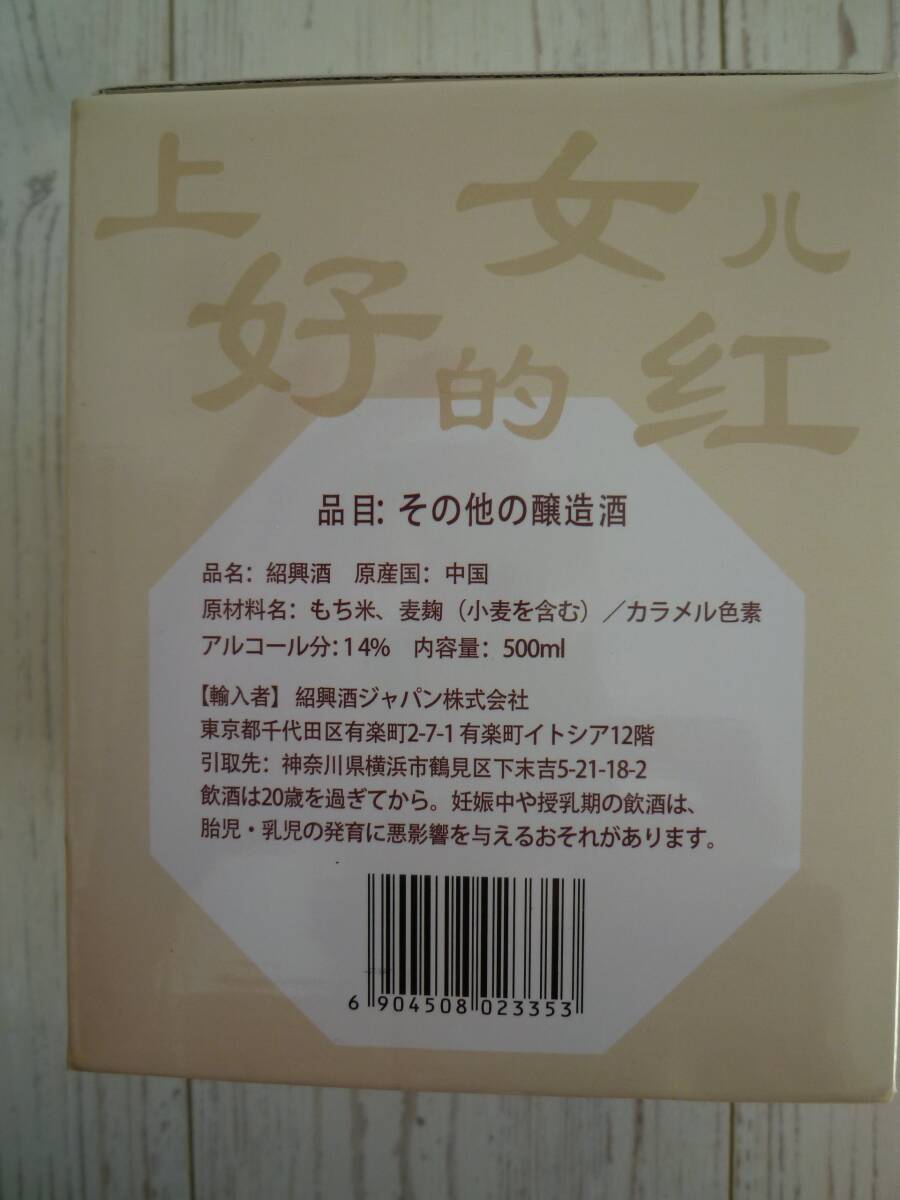 上好的
女儿红
品目: その他の醸造酒
品名：紹興酒　原産国：中国
原材料名：もち米、麦麹（小麦を含む）／カラメル色素
アルコール分：14%　内容量：500ml
【輸入者】紹興酒ジャパン株式会社
東京都千代田区有楽町2-7-1 有楽町イトシア12階
引取先：神奈川県横浜市鶴見区下末吉5-21-18-2
飲酒は20歳を過ぎてから。妊娠中や授乳期の飲酒は、
胎児・乳児の発育に悪影響を与えるおそれがあります。
6 904508 023353